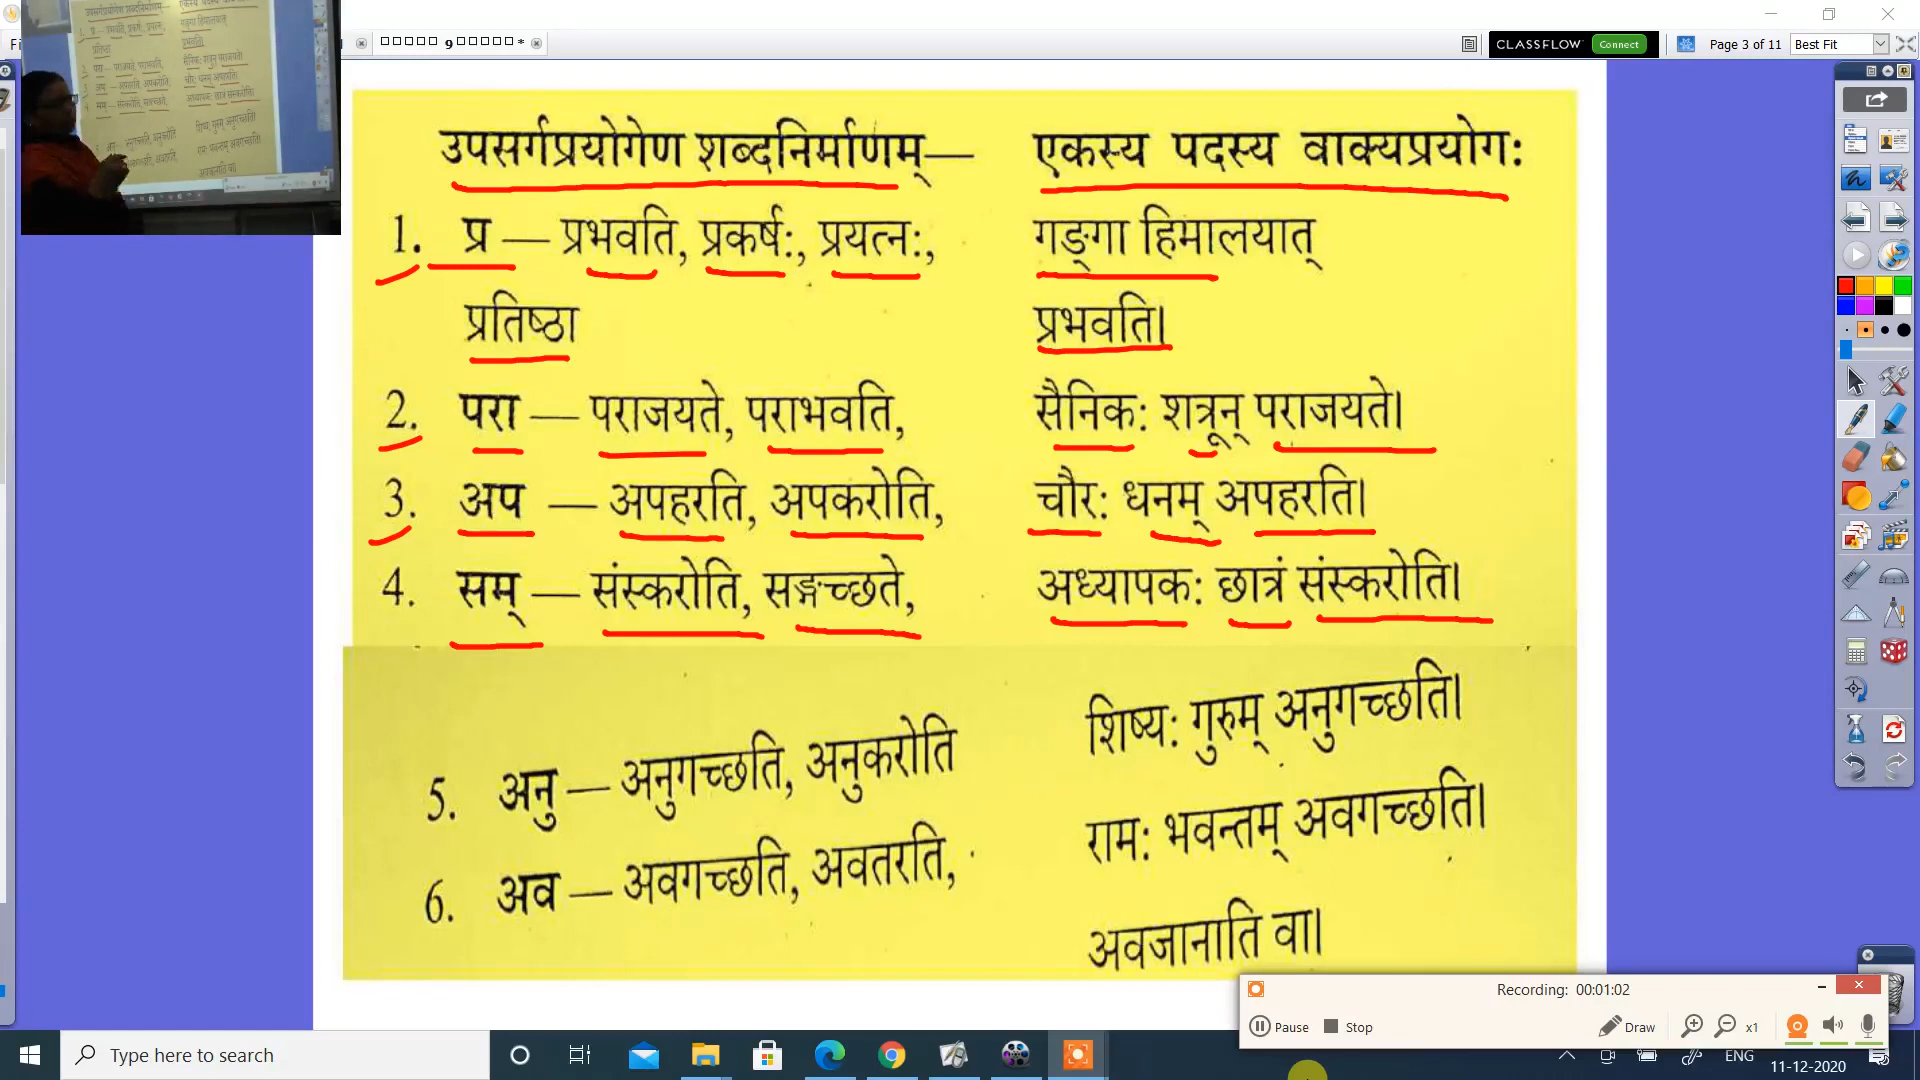 9 *
CLASSFLOW Connect
Page 3 of 11 Best Fit
उपसर्गप्रयोगेण शब्दनिर्माणम्— एकस्य पदस्य वाक्यप्रयोग:
1. प्र — प्रभवति, प्रकर्ष:, प्रयत्न:, गङ्गा हिमालयात्
प्रतिष्ठा प्रभवति।
2. परा — पराजयते, पराभवति, सैनिक: शत्रून् पराजयते।
3. अप — अपहरति, अपकरोति, चौर: धनम् अपहरति।
4. सम् — संस्करोति, सङ्गच्छते, अध्यापक: छात्रं संस्करोति।
5. अनु — अनुगच्छति, अनुकरोति शिष्य: गुरुम् अनुगच्छति।
6. अव — अवगच्छति, अवतरति, राम: भवन्तम् अवगच्छति।
अवजानाति वा।
Recording: 00:01:02
Pause Stop Draw x1
Type here to search
ENG
11-12-2020